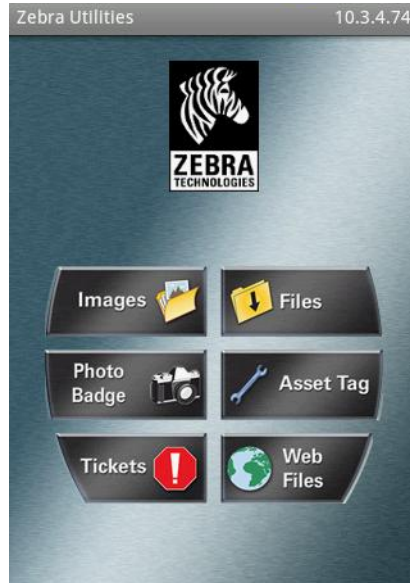 Zebra Utilities 10.3.4.74
ZEBRA
TECHNOLOGIES
Images
Files
Photo
Badge
Asset Tag
Tickets
Web
Files